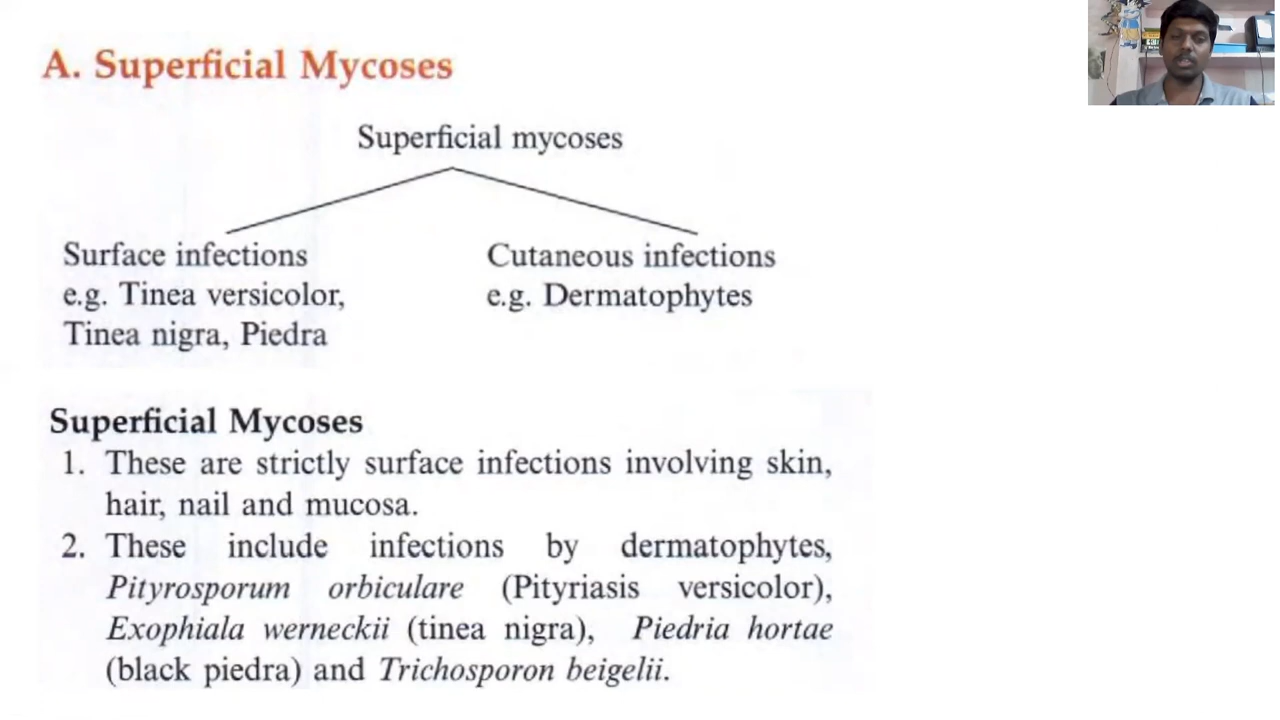 A. Superficial Mycoses
Superficial mycoses
Surface infections
e.g. Tinea versicolor,
Tinea nigra, Piedra
Cutaneous infections
e.g. Dermatophytes
Superficial Mycoses
1. These are strictly surface infections involving skin,
hair, nail and mucosa.
2. These include infections by dermatophytes,
Pityrosporum orbiculare (Pityriasis versicolor),
Exophiala werneckii (tinea nigra), Piedria hortae
(black piedra) and Trichosporon beigelii.